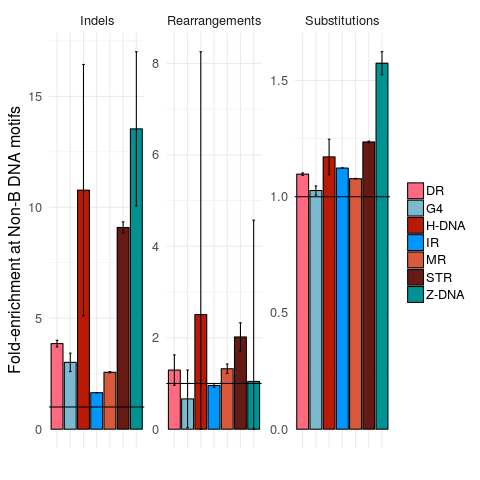 Indels
Rearrangements
Substitutions
Fold-enrichment at Non-B DNA motifs
15
10
5
0
8
6
4
2
0
1.5
1.0
0.5
0.0
DR
G4
H-DNA
IR
MR
STR
Z-DNA